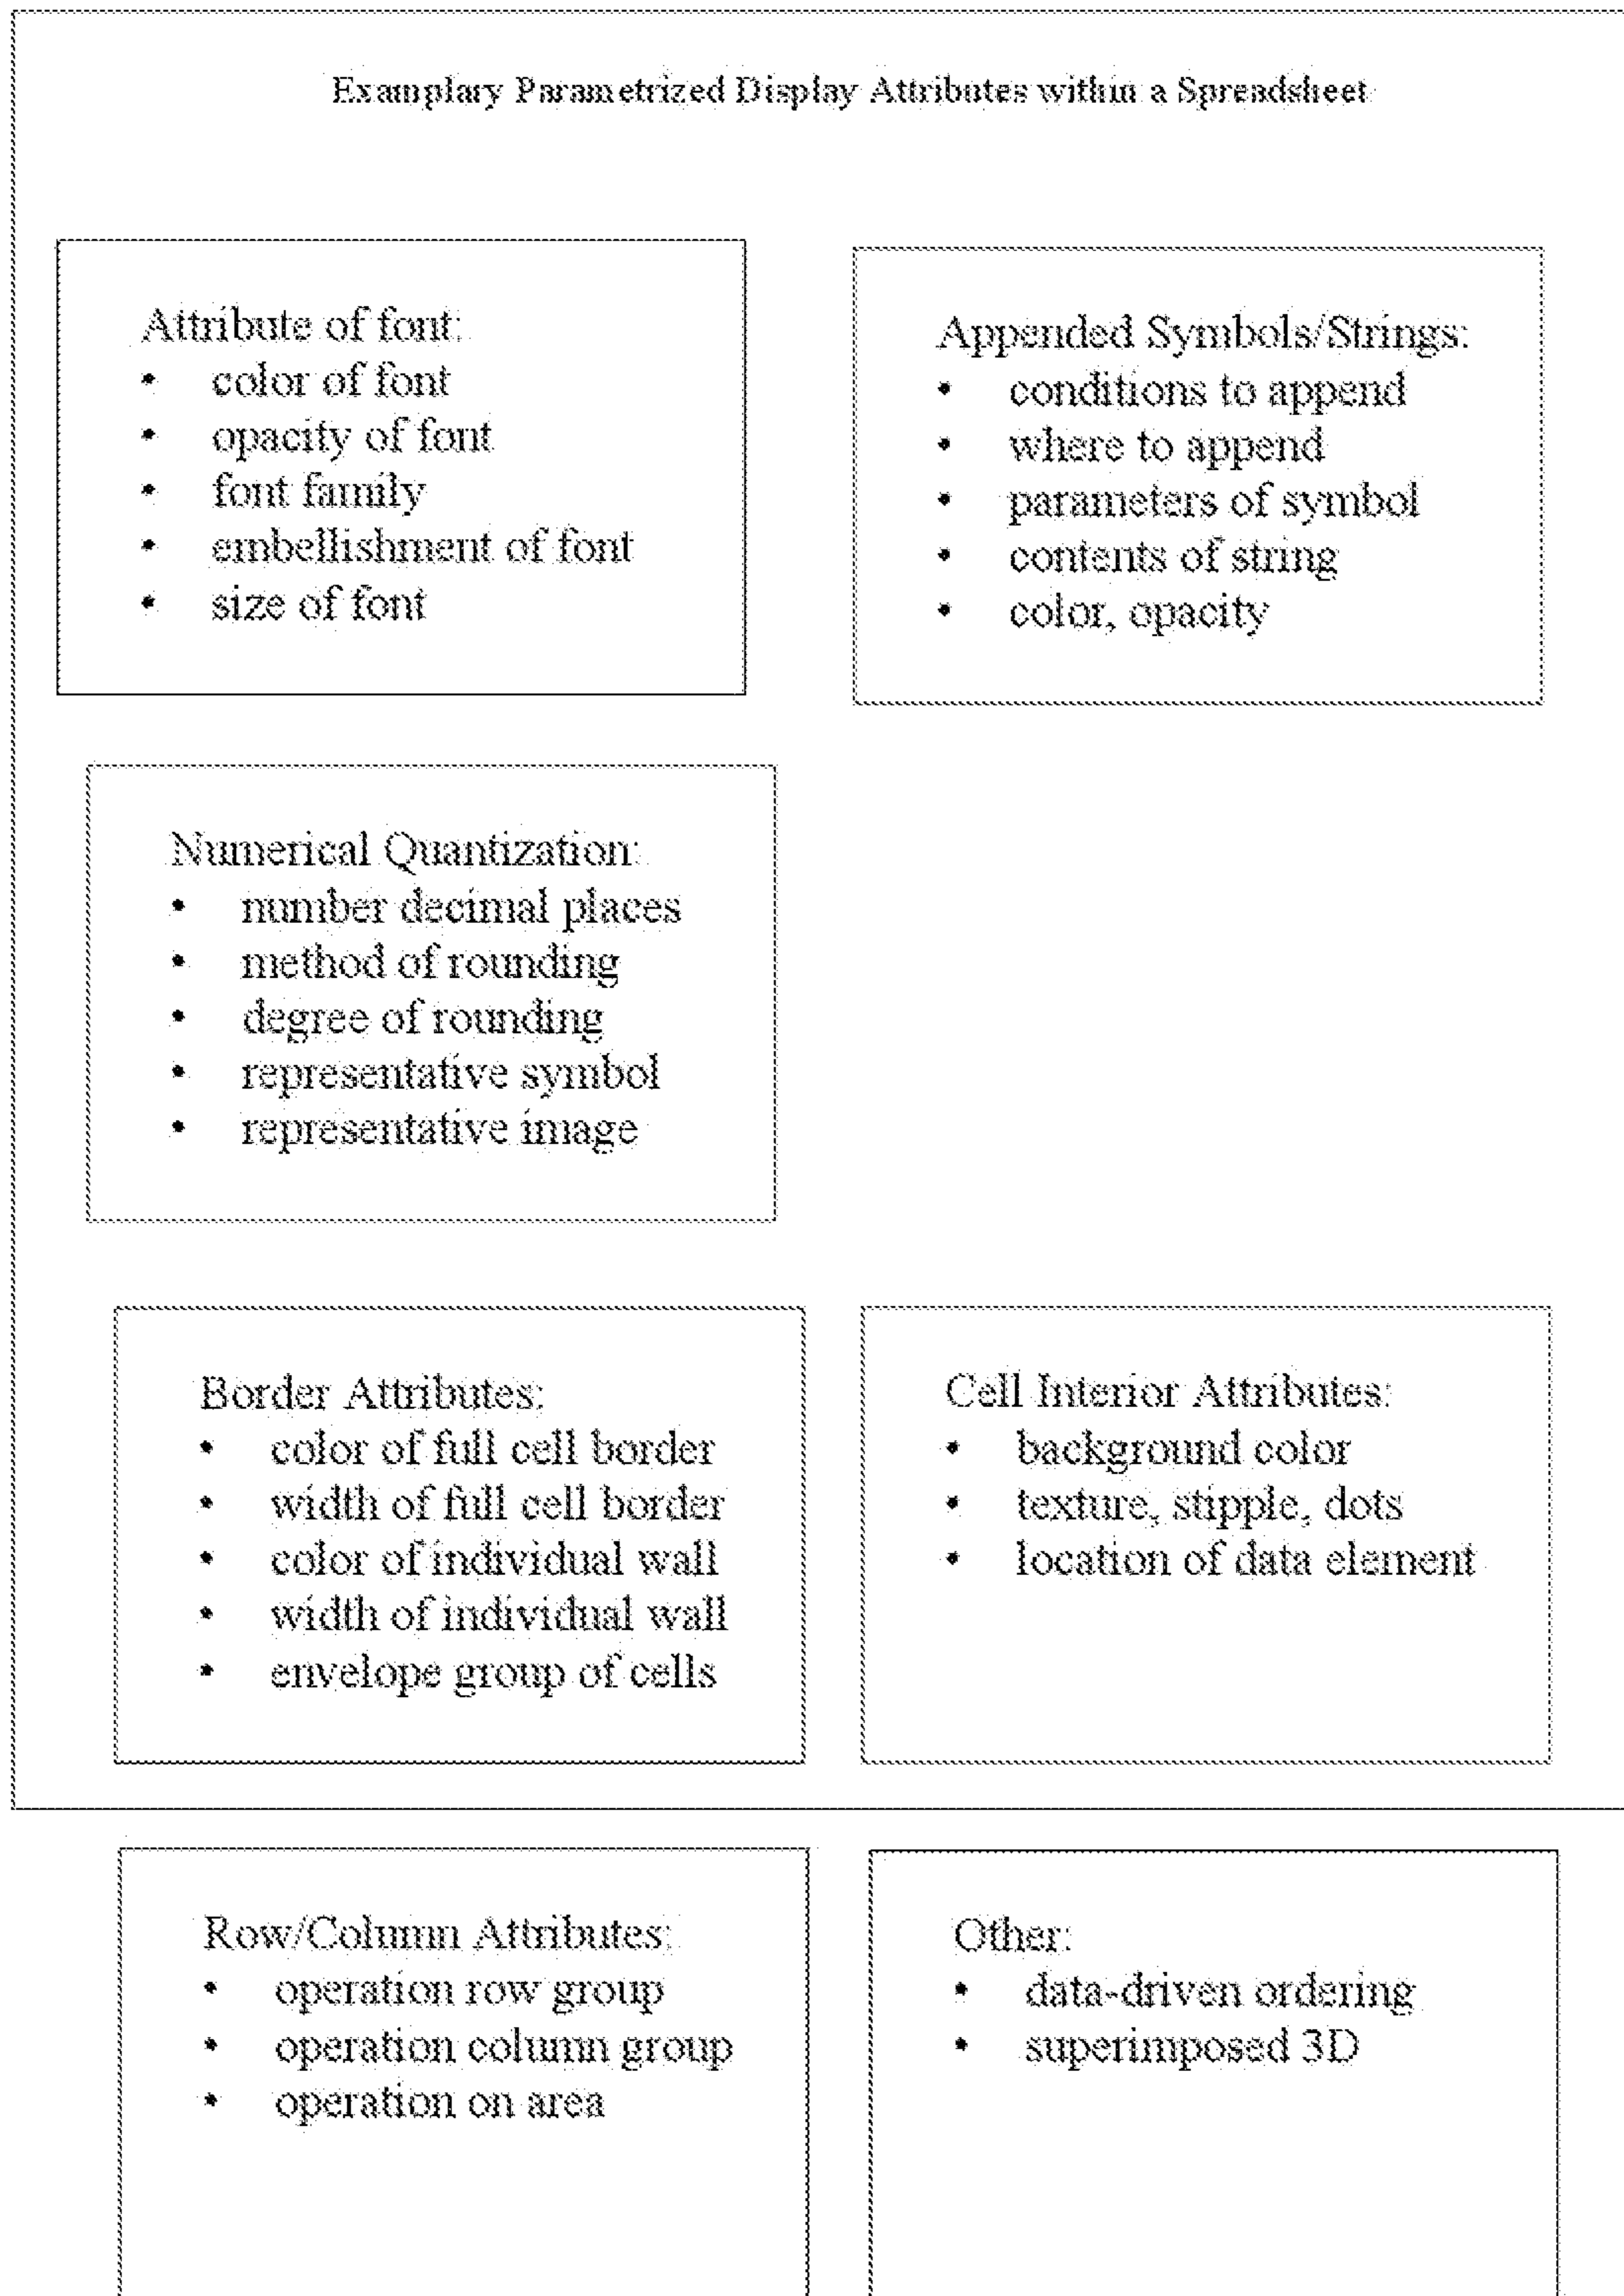 Examplary Parametrized Display Attributes within a Spreadsheet
Attribute of font:
• color of font
• opacity of font
• font family
• embellishment of font
• size of font
Appended Symbols/Strings:
• conditions to append
• where to append
• parameters of symbol
• contents of string
• color, opacity
Numerical Quantization:
• number decimal places
• method of rounding
• degree of rounding
• representative symbol
• representative image
Border Attributes:
• color of full cell border
• width of full cell border
• color of individual wall
• width of individual wall
• envelope group of cells
Cell Interior Attributes:
• background color
• texture, stipple, dots
• location of data element
Row/Column Attributes:
• operation row group
• operation column group
• operation on area
Other:
• data-driven ordering
• superimposed 3D